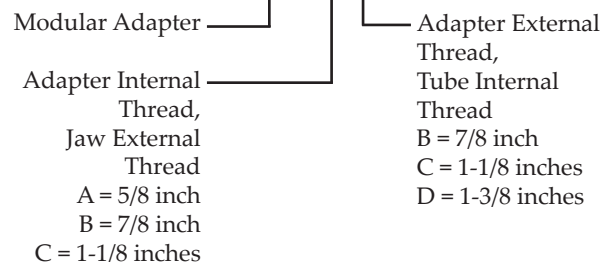 Modular Adapter
Adapter Internal
Thread,
Jaw External
Thread
A = 5/8 inch
B = 7/8 inch
C = 1-1/8 inches
Adapter External
Thread,
Tube Internal
Thread
B = 7/8 inch
C = 1-1/8 inches
D = 1-3/8 inches